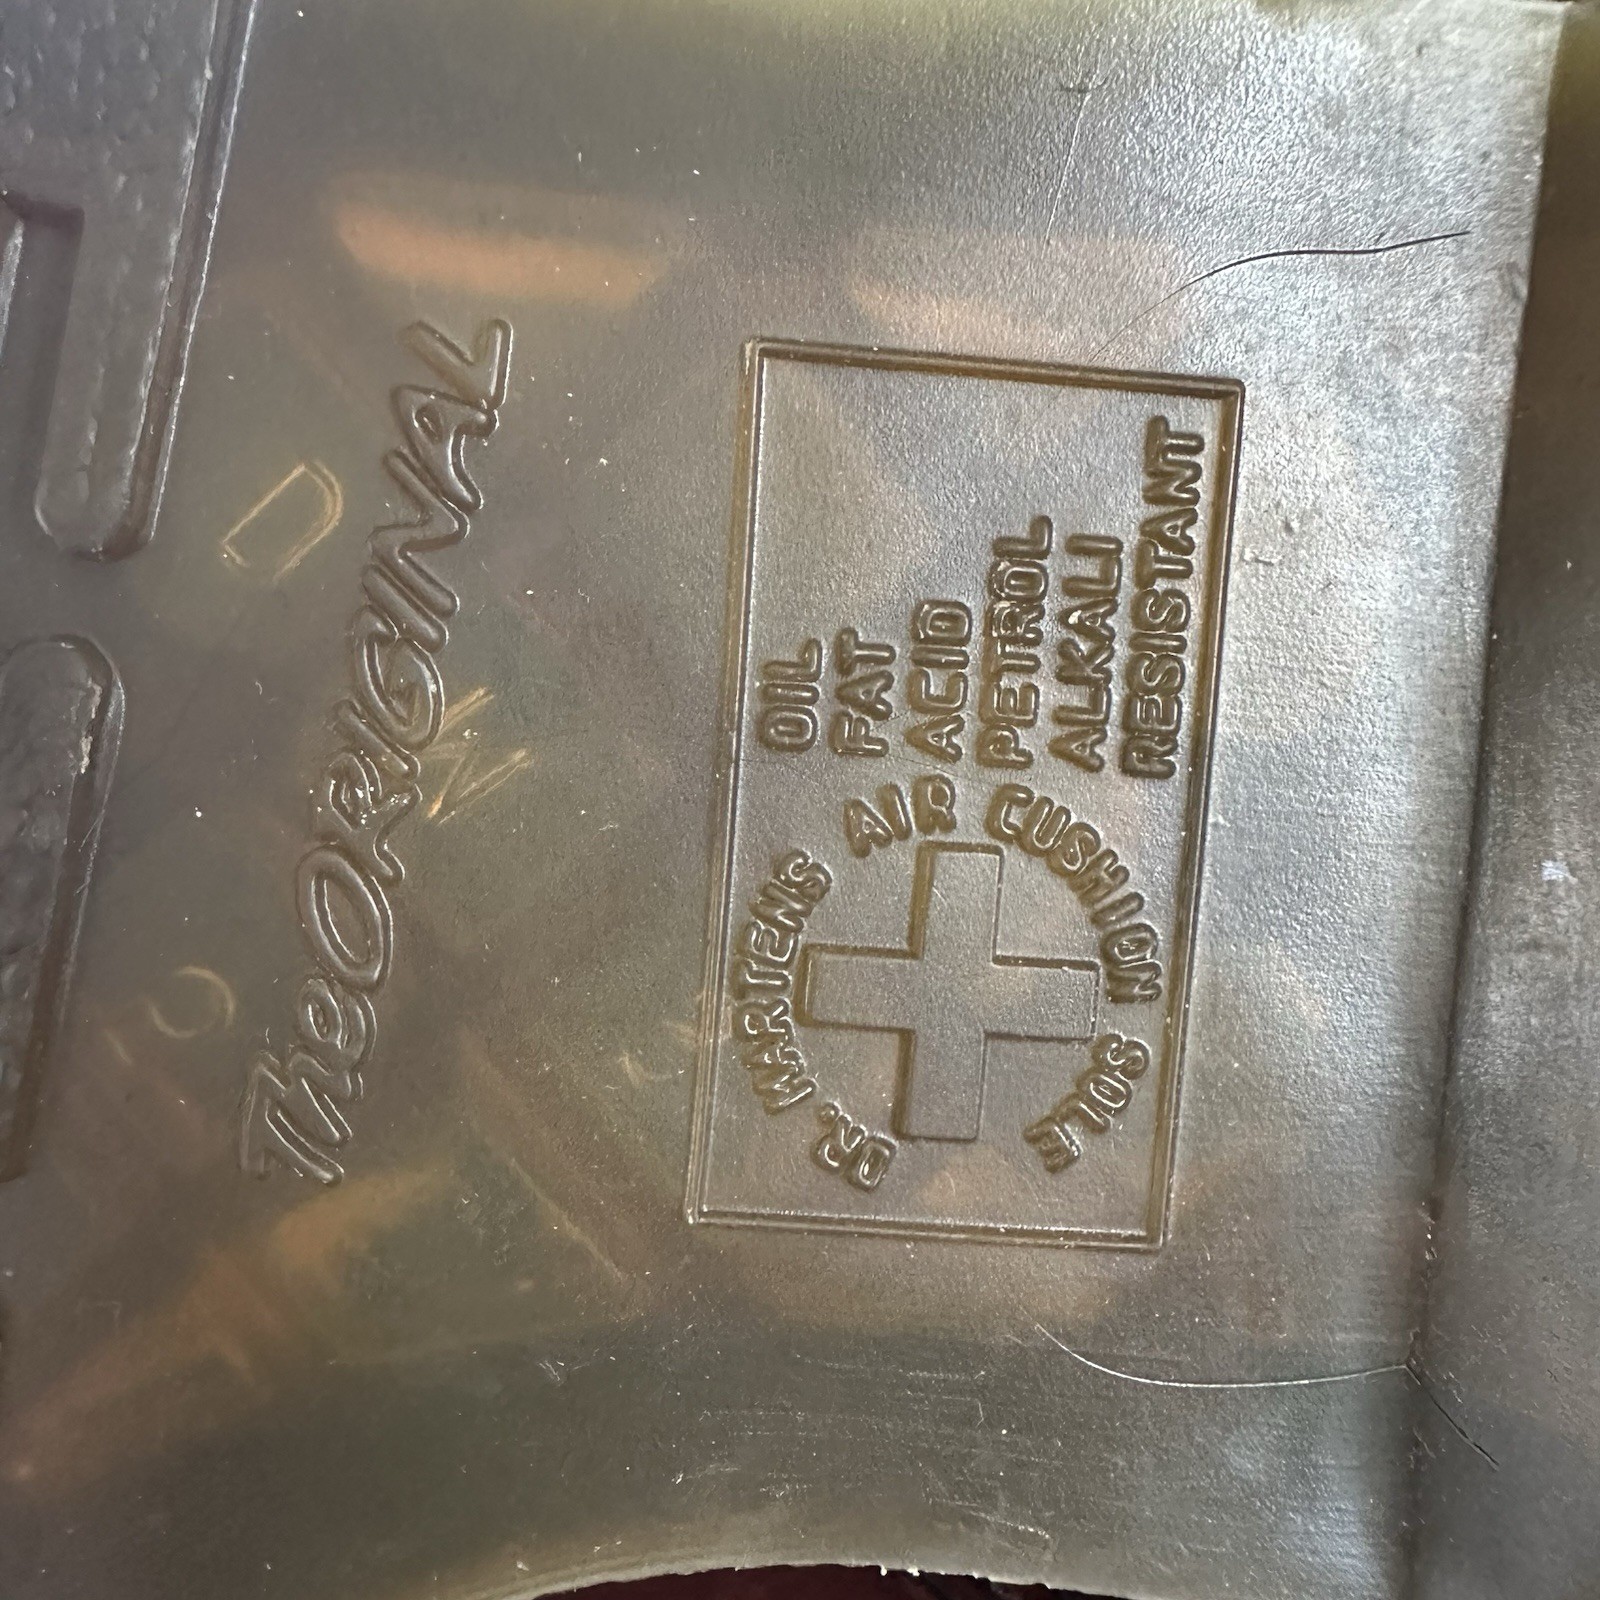 The ORIGINAL
DR. MARTENS AIR CUSHION SOLE
OIL
FAT
ACID
PETROL
ALKALI
RESISTANT